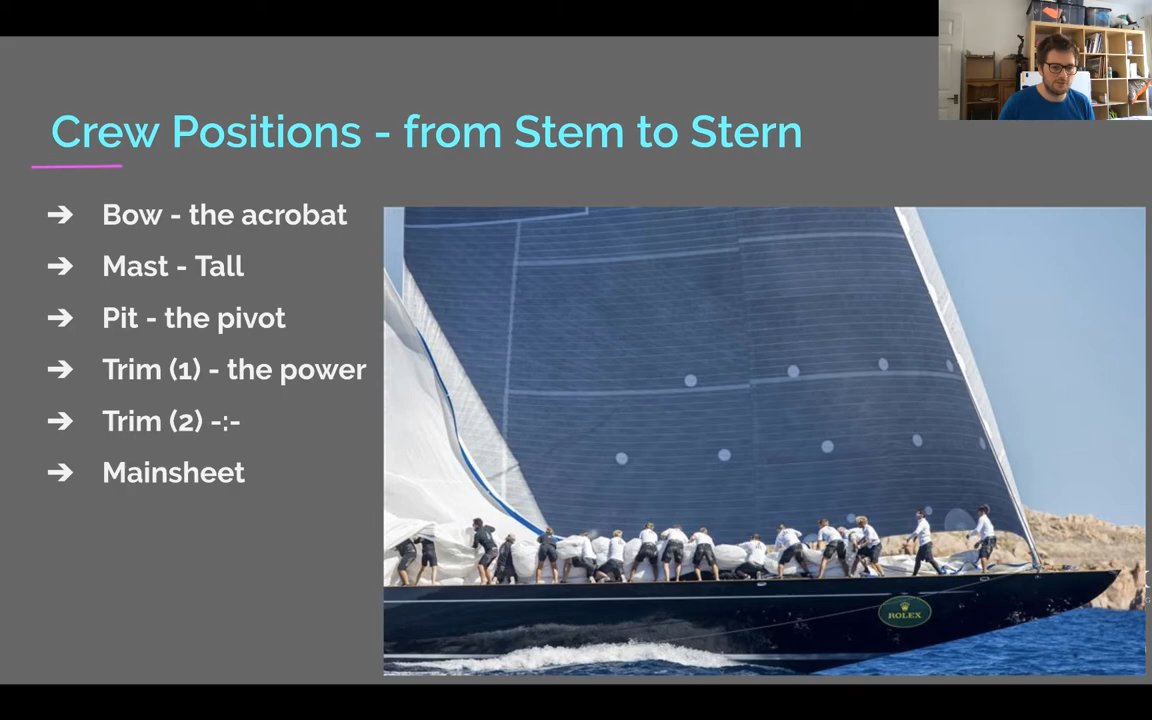 Crew Positions - from Stem to Stern
➔ Bow - the acrobat
➔ Mast - Tall
➔ Pit - the pivot
➔ Trim (1) - the power
➔ Trim (2) -:-
➔ Mainsheet
ROLEX